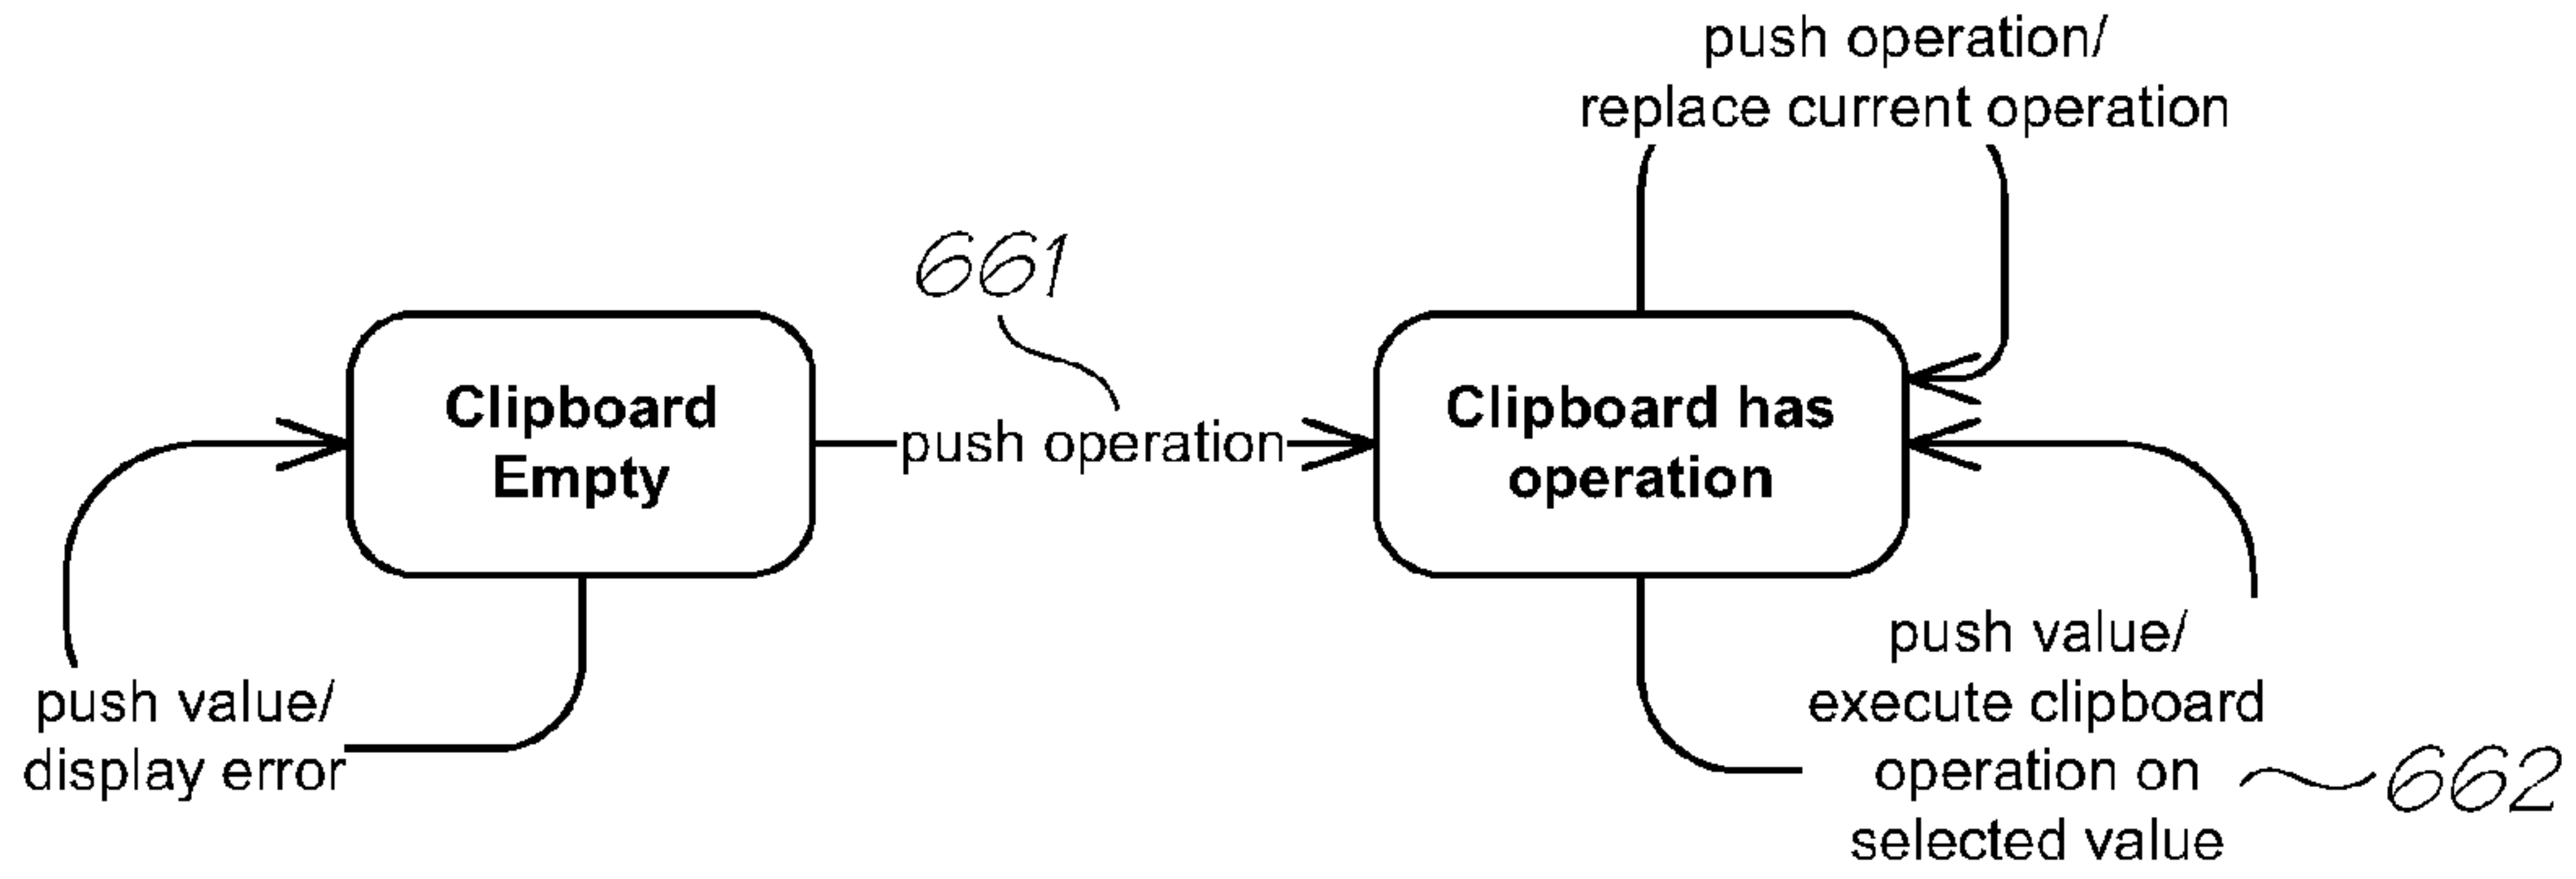 push operation/
replace current operation
661
Clipboard
Empty
push operation
Clipboard has
operation
push value/
display error
push value/
execute clipboard
operation on
selected value
662